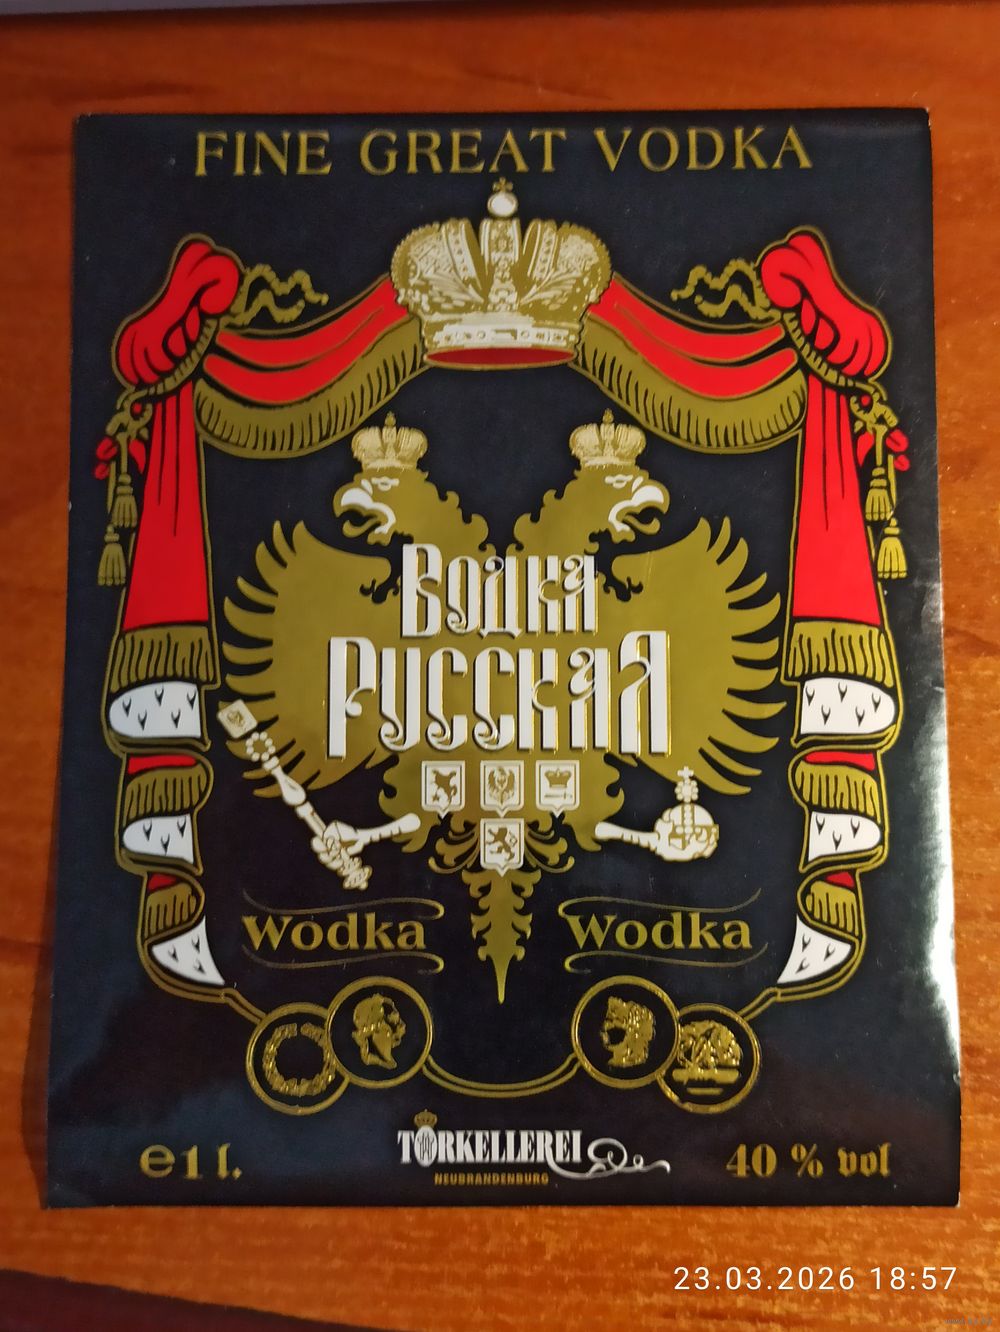 FINE GREAT VODKA
Водка
Русская
Wodka Wodka
TORKELLEREI
NEUBRANDENBURG
℮1 l.
40 % vol
23.03.2026 18:57